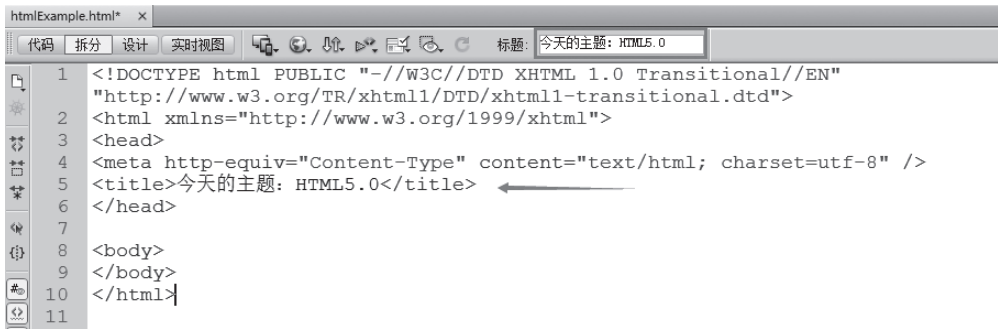 htmlExample.html* ×
代码 拆分 设计 实时视图 标题: 今天的主题：HTML5.0
1 <!DOCTYPE html PUBLIC "-//W3C//DTD XHTML 1.0 Transitional//EN"
"http://www.w3.org/TR/xhtml1/DTD/xhtml1-transitional.dtd">
2 <html xmlns="http://www.w3.org/1999/xhtml">
3 <head>
4 <meta http-equiv="Content-Type" content="text/html; charset=utf-8" />
5 <title>今天的主题：HTML5.0</title>
6 </head>
7
8 <body>
9 </body>
10 </html>
11